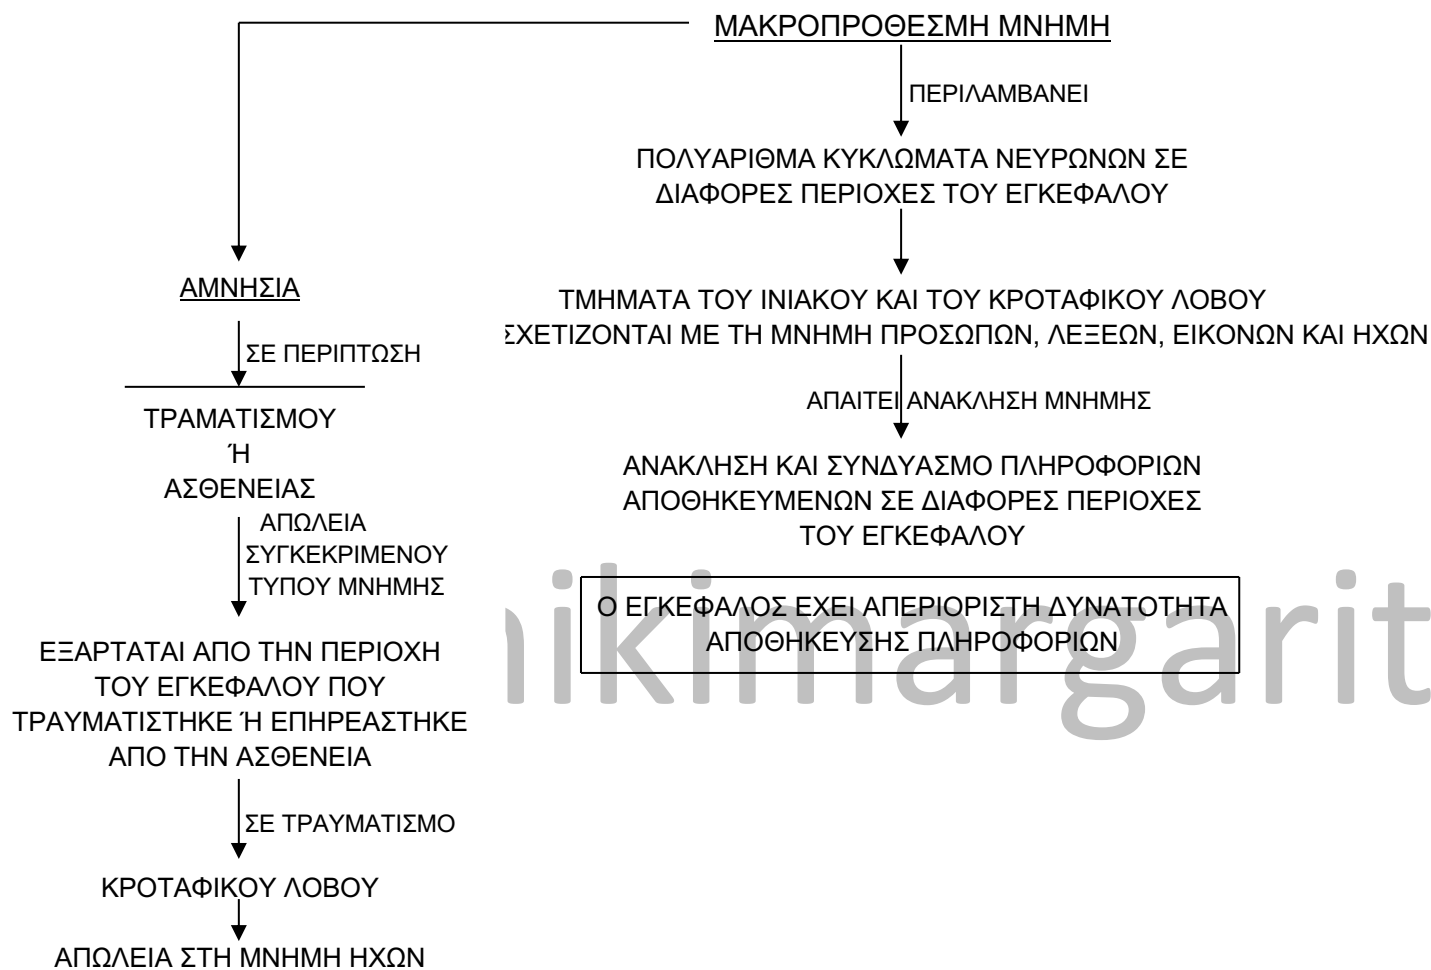 ΜΑΚΡΟΠΡΟΘΕΣΜΗ ΜΝΗΜΗ
ΠΕΡΙΛΑΜΒΑΝΕΙ
ΠΟΛΥΑΡΙΘΜΑ ΚΥΚΛΩΜΑΤΑ ΝΕΥΡΩΝΩΝ ΣΕ
ΔΙΑΦΟΡΕΣ ΠΕΡΙΟΧΕΣ ΤΟΥ ΕΓΚΕΦΑΛΟΥ
ΤΜΗΜΑΤΑ ΤΟΥ ΙΝΙΑΚΟΥ ΚΑΙ ΤΟΥ ΚΡΟΤΑΦΙΚΟΥ ΛΟΒΟΥ
ΣΧΕΤΙΖΟΝΤΑΙ ΜΕ ΤΗ ΜΝΗΜΗ ΠΡΟΣΩΠΩΝ, ΛΕΞΕΩΝ, ΕΙΚΟΝΩΝ ΚΑΙ ΗΧΩΝ
ΑΠΑΙΤΕΙ ΑΝΑΚΛΗΣΗ ΜΝΗΜΗΣ
ΑΝΑΚΛΗΣΗ ΚΑΙ ΣΥΝΔΥΑΣΜΟ ΠΛΗΡΟΦΟΡΙΩΝ
ΑΠΟΘΗΚΕΥΜΕΝΩΝ ΣΕ ΔΙΑΦΟΡΕΣ ΠΕΡΙΟΧΕΣ
ΤΟΥ ΕΓΚΕΦΑΛΟΥ
Ο ΕΓΚΕΦΑΛΟΣ ΕΧΕΙ ΑΠΕΡΙΟΡΙΣΤΗ ΔΥΝΑΤΟΤΗΤΑ
ΑΠΟΘΗΚΕΥΣΗΣ ΠΛΗΡΟΦΟΡΙΩΝ
ΑΜΝΗΣΙΑ
ΣΕ ΠΕΡΙΠΤΩΣΗ
ΤΡΑΜΑΤΙΣΜΟΥ
Ή
ΑΣΘΕΝΕΙΑΣ
ΑΠΩΛΕΙΑ
ΣΥΓΚΕΚΡΙΜΕΝΟΥ
ΤΥΠΟΥ ΜΝΗΜΗΣ
ΕΞΑΡΤΑΤΑΙ ΑΠΟ ΤΗΝ ΠΕΡΙΟΧΗ
ΤΟΥ ΕΓΚΕΦΑΛΟΥ ΠΟΥ
ΤΡΑΥΜΑΤΙΣΤΗΚΕ Ή ΕΠΗΡΕΑΣΤΗΚΕ
ΑΠΟ ΤΗΝ ΑΣΘΕΝΕΙΑ
ΣΕ ΤΡΑΥΜΑΤΙΣΜΟ
ΚΡΟΤΑΦΙΚΟΥ ΛΟΒΟΥ
ΑΠΩΛΕΙΑ ΣΤΗ ΜΝΗΜΗ ΗΧΩΝ